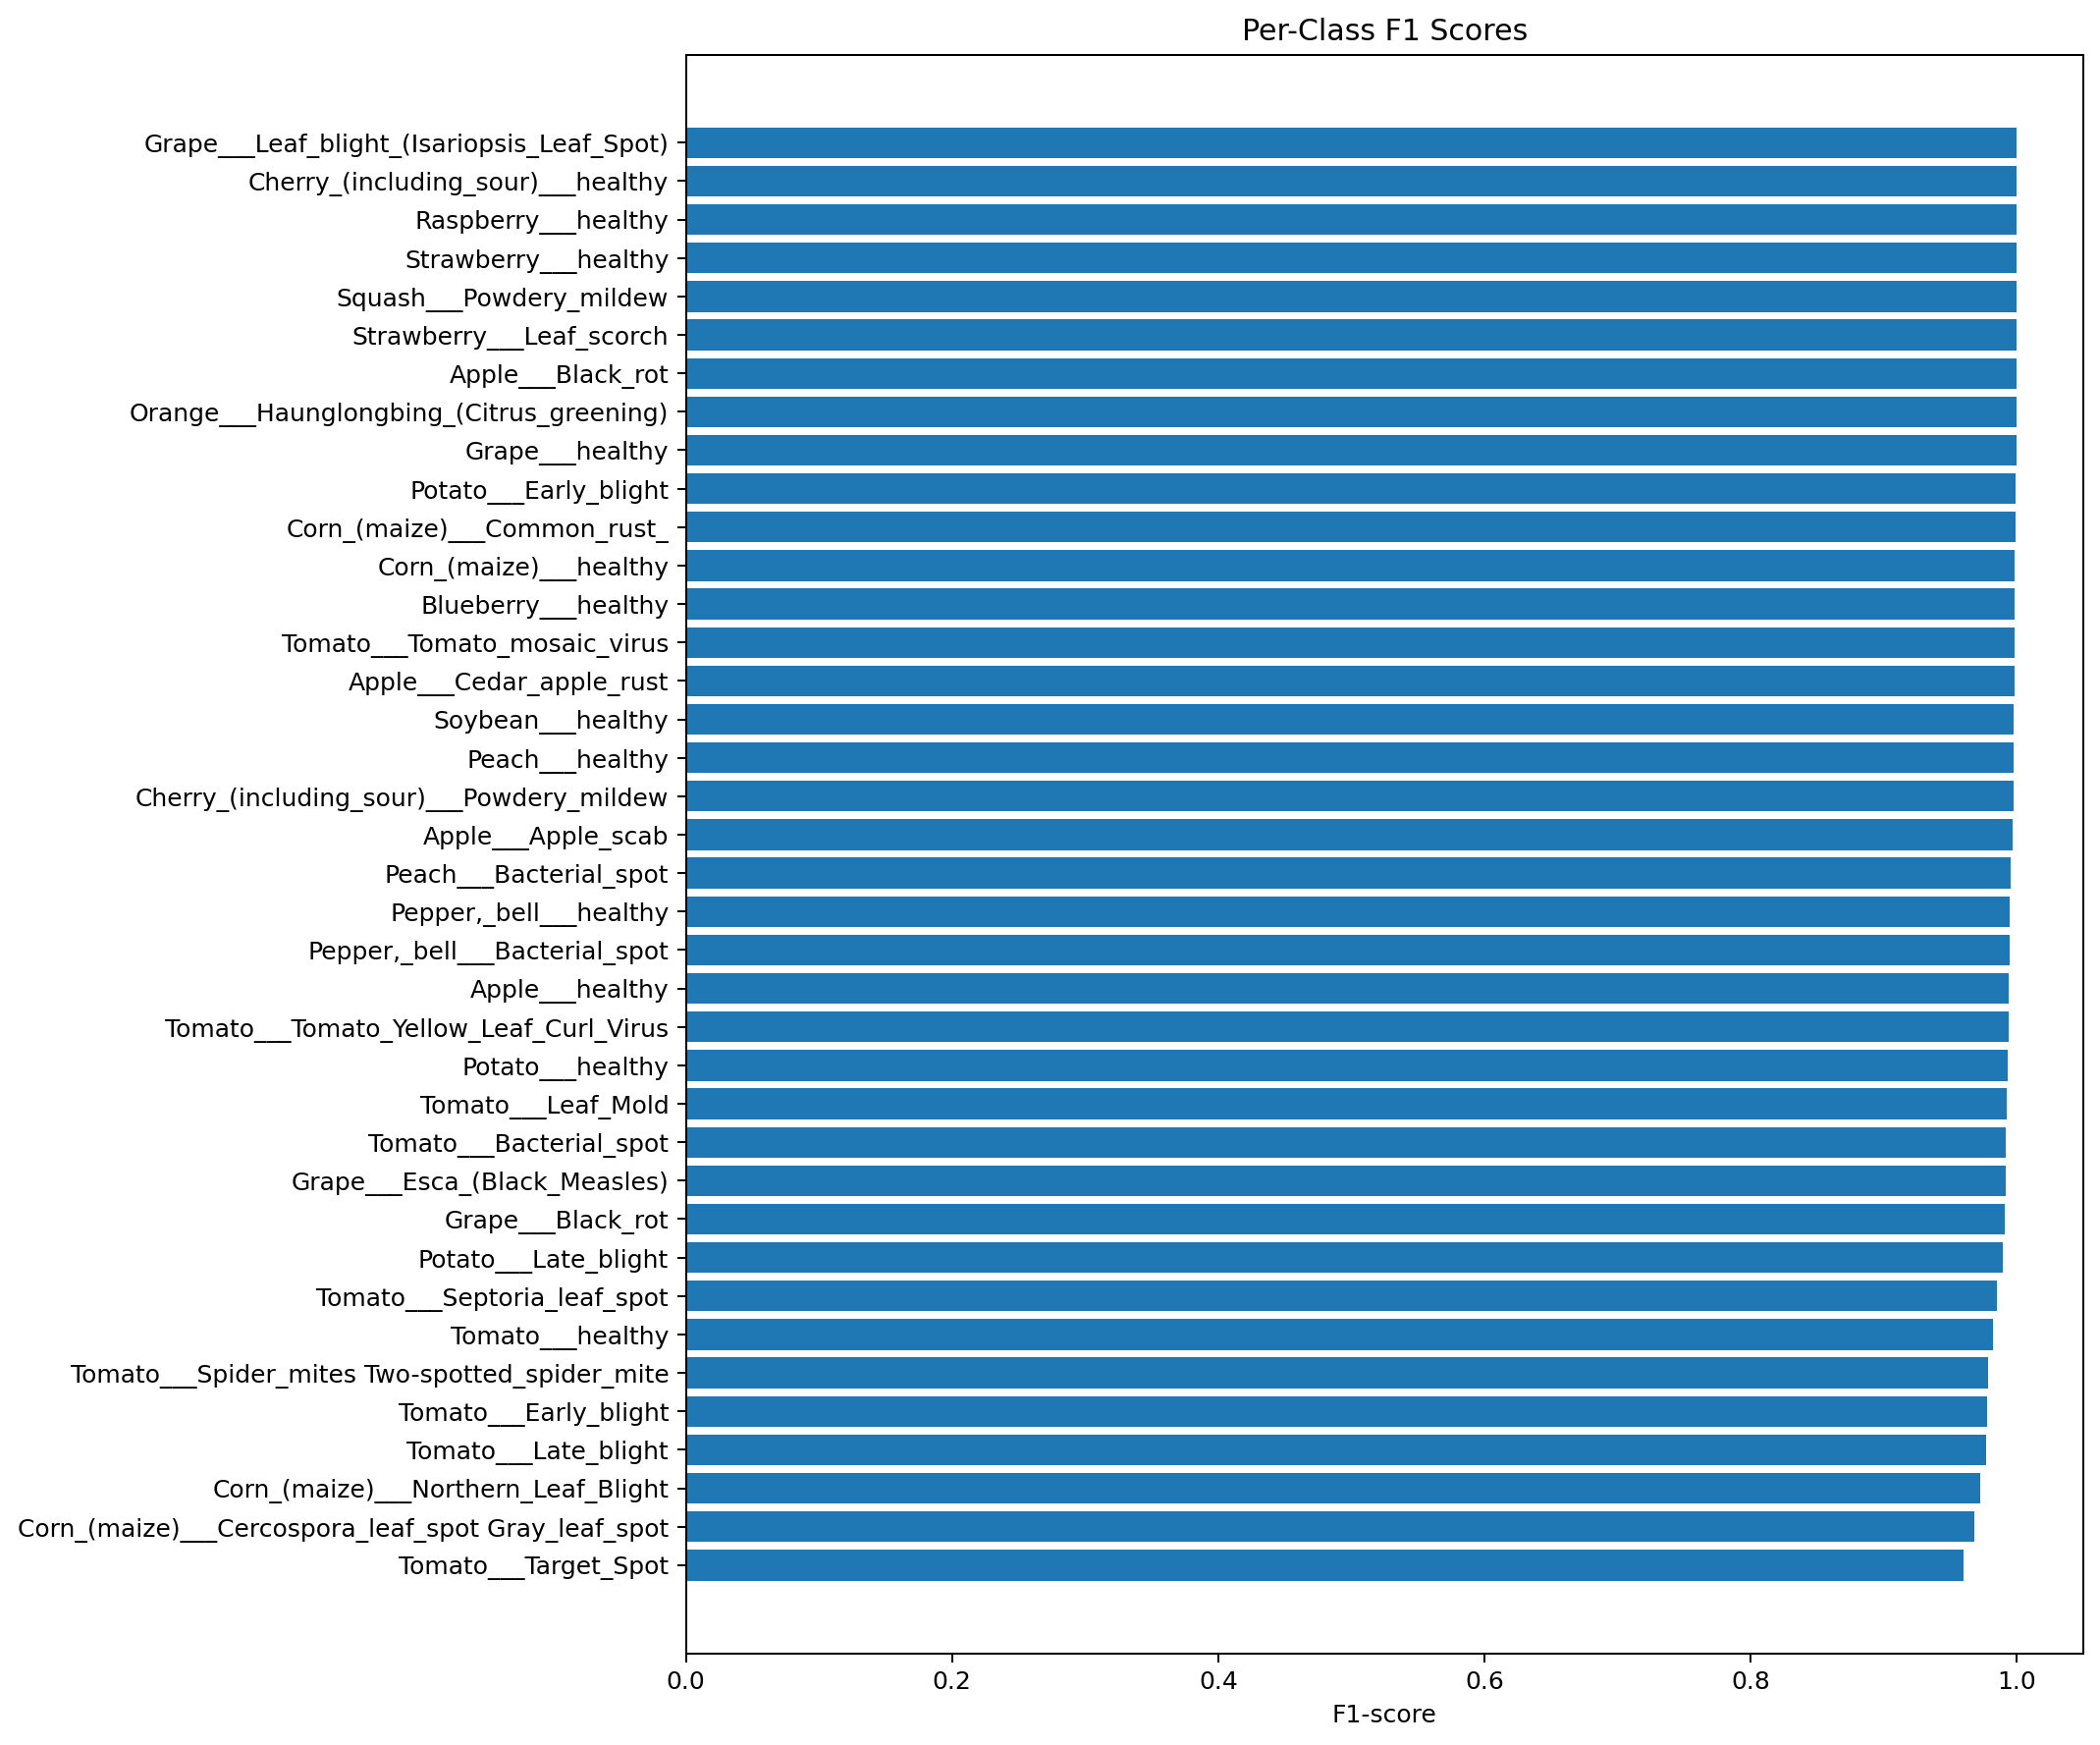 Per-Class F1 Scores
Grape___Leaf_blight_(Isariopsis_Leaf_Spot)
Cherry_(including_sour)___healthy
Raspberry___healthy
Strawberry___healthy
Squash___Powdery_mildew
Strawberry___Leaf_scorch
Apple___Black_rot
Orange___Haunglongbing_(Citrus_greening)
Grape___healthy
Potato___Early_blight
Corn_(maize)___Common_rust_
Corn_(maize)___healthy
Blueberry___healthy
Tomato___Tomato_mosaic_virus
Apple___Cedar_apple_rust
Soybean___healthy
Peach___healthy
Cherry_(including_sour)___Powdery_mildew
Apple___Apple_scab
Peach___Bacterial_spot
Pepper,_bell___healthy
Pepper,_bell___Bacterial_spot
Apple___healthy
Tomato___Tomato_Yellow_Leaf_Curl_Virus
Potato___healthy
Tomato___Leaf_Mold
Tomato___Bacterial_spot
Grape___Esca_(Black_Measles)
Grape___Black_rot
Potato___Late_blight
Tomato___Septoria_leaf_spot
Tomato___healthy
Tomato___Spider_mites Two-spotted_spider_mite
Tomato___Early_blight
Tomato___Late_blight
Corn_(maize)___Northern_Leaf_Blight
Corn_(maize)___Cercospora_leaf_spot Gray_leaf_spot
Tomato___Target_Spot
0.0 0.2 0.4 0.6 0.8 1.0
F1-score